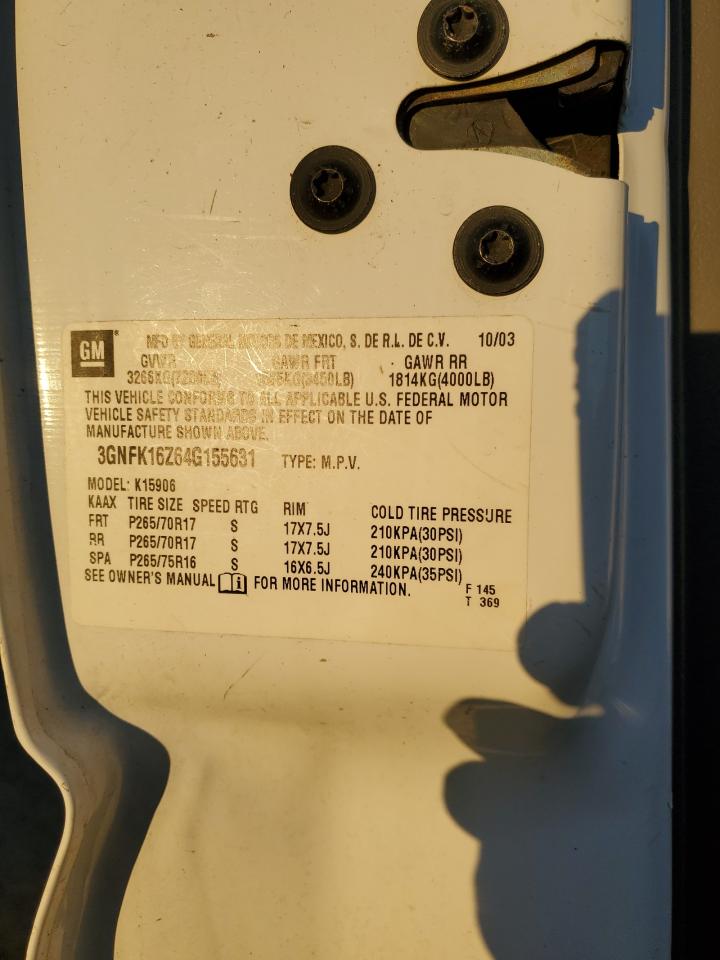 GM
MFD BY GENERAL MOTORS DE MEXICO, S. DE R.L. DE C.V. 10/03
GVWR GAWR FRT GAWR RR
3266KG(7200LB) (3450LB) 1814KG(4000LB)
THIS VEHICLE CONFORMS TO ALL APPLICABLE U.S. FEDERAL MOTOR
VEHICLE SAFETY STANDARDS IN EFFECT ON THE DATE OF
MANUFACTURE SHOWN ABOVE.
3GNFK16Z64G155631 TYPE: M.P.V.
MODEL: K15906
KAAX TIRE SIZE SPEED RTG RIM COLD TIRE PRESSURE
FRT P265/70R17 S 17X7.5J 210KPA(30PSI)
RR P265/70R17 S 17X7.5J 210KPA(30PSI)
SPA P265/75R16 S 16X6.5J 240KPA(35PSI)
SEE OWNER'S MANUAL i FOR MORE INFORMATION.
F 145
T 369